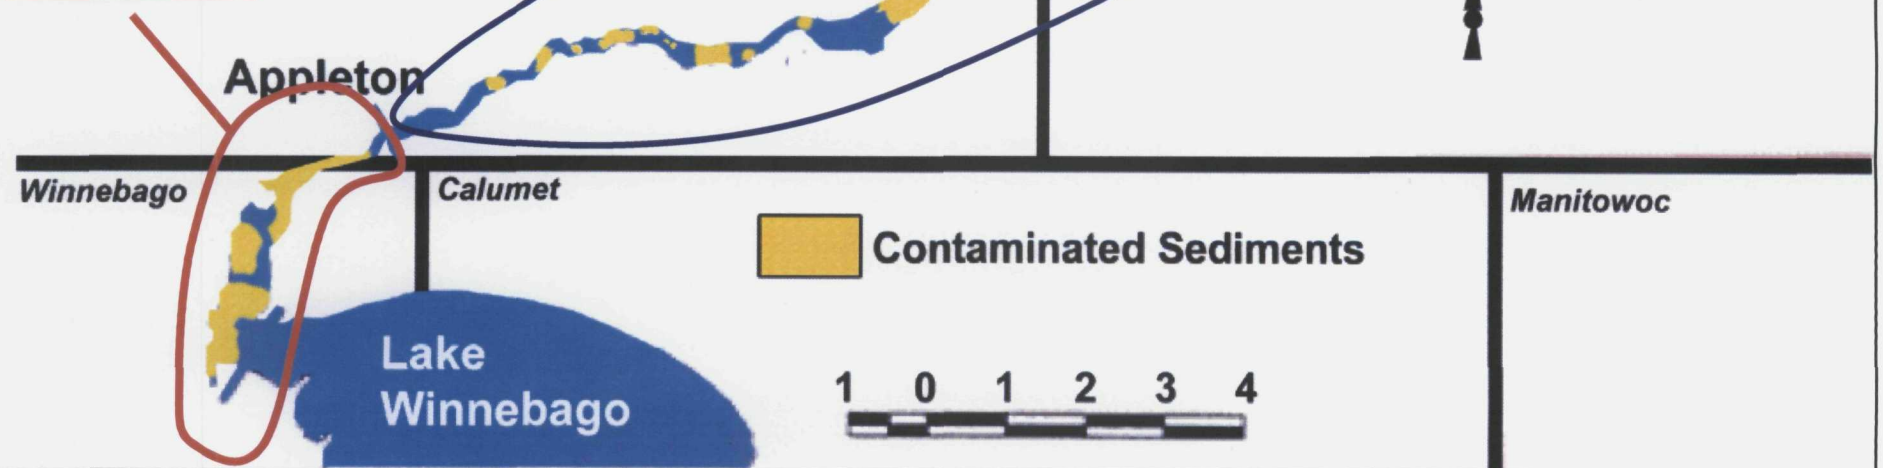 Appleton
Winnebago
Calumet
Manitowoc
Contaminated Sediments
Lake
Winnebago
1 0 1 2 3 4